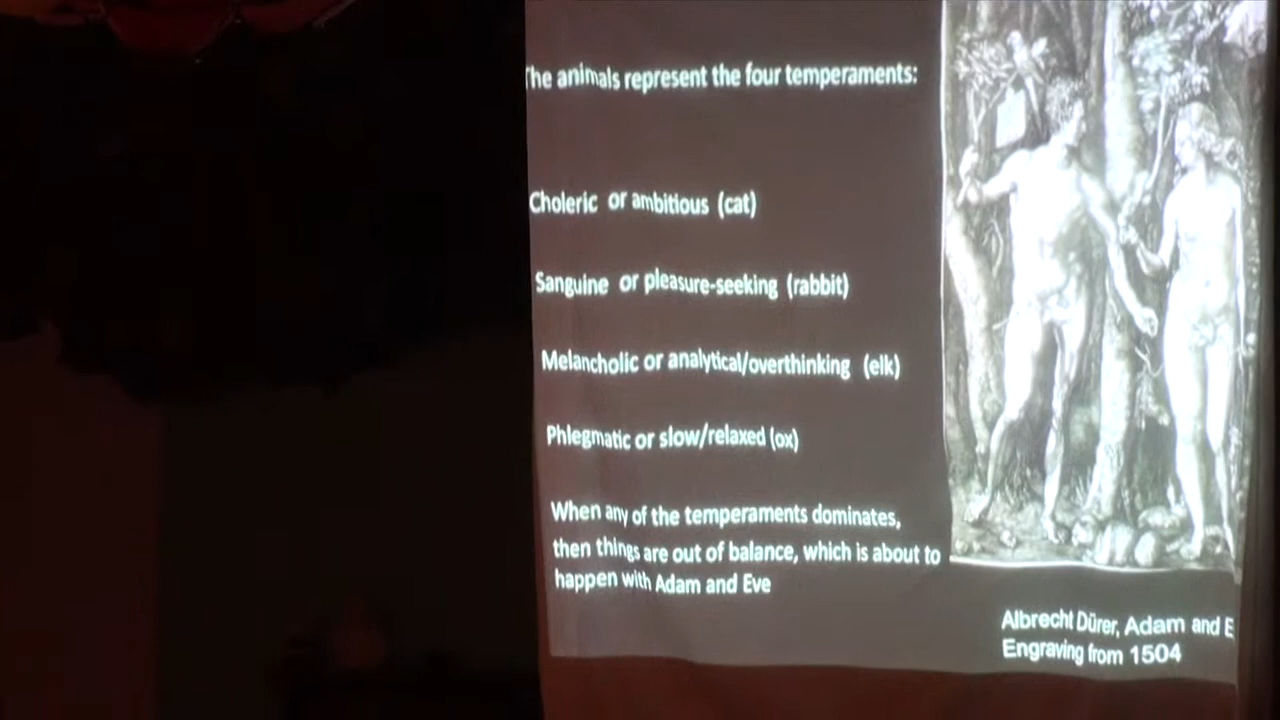 The animals represent the four temperaments:
Choleric or ambitious (cat)
Sanguine or pleasure-seeking (rabbit)
Melancholic or analytical/overthinking (elk)
Phlegmatic or slow/relaxed (ox)
When any of the temperaments dominates,
then things are out of balance, which is about to
happen with Adam and Eve
Albrecht Dürer, Adam and E
Engraving from 1504